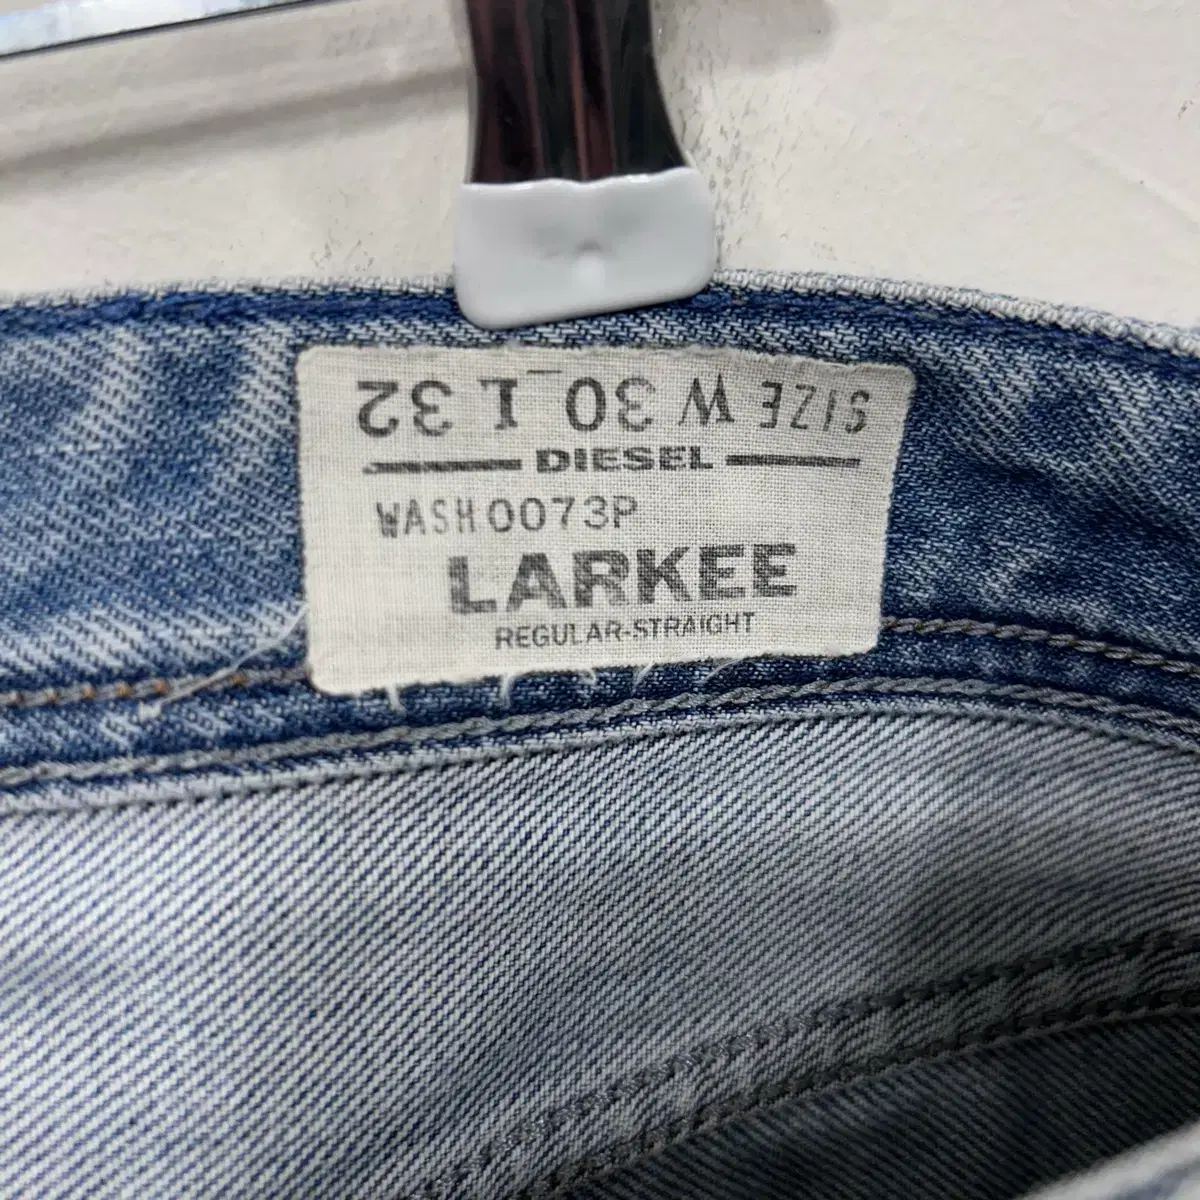 SIZE W 30 L 32
DIESEL
WASH 0073P
LARKEE
REGULAR-STRAIGHT